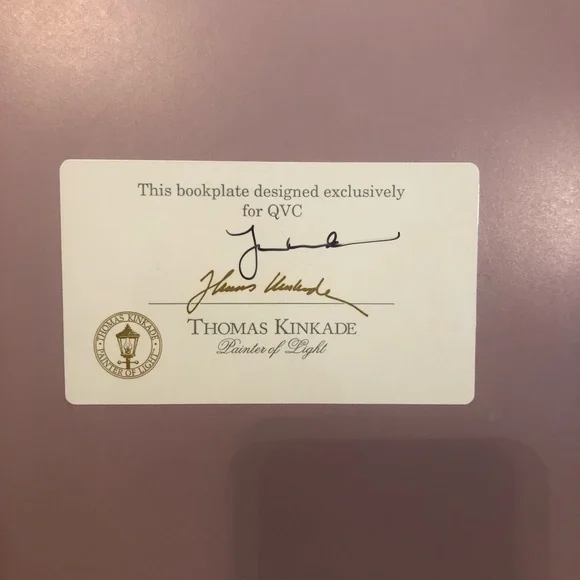 This bookplate designed exclusively
for QVC
Thomas Kinkade
THOMAS KINKADE
Painter of Light
THOMAS KINKADE
PAINTER OF LIGHT